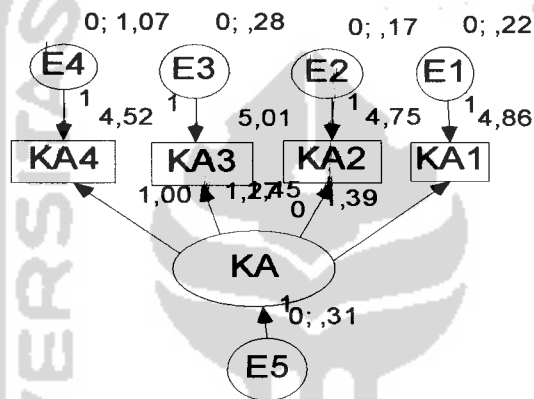 0; 1,07 0; ,28 0; ,17 0; ,22
E4 E3 E2 E1
1 1 1 1
4,52 5,01 4,75 4,86
KA4 KA3 KA2 KA1
1,00 1,39
0
KA
1
0; ,31
E5
VERSITAS